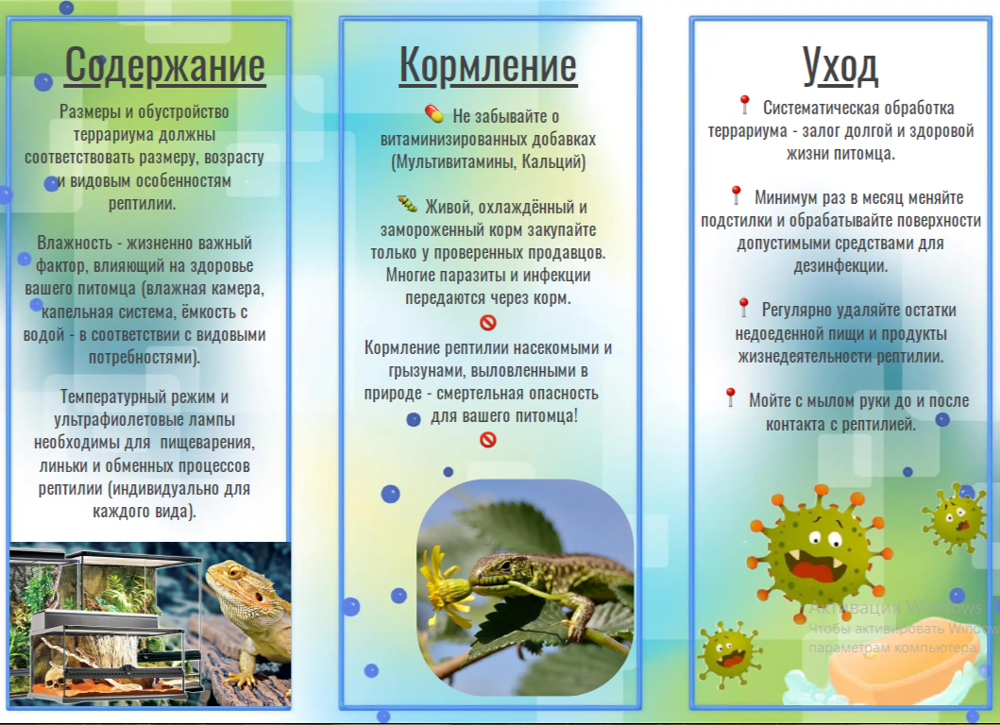 Содержание
Размеры и обустройство
террариума должны
соответствовать размеру, возрасту
и видовым особенностям
рептилии.
Влажность - жизненно важный
фактор, влияющий на здоровье
вашего питомца (влажная камера,
капельная система, ёмкость с
водой - в соответствии с видовыми
потребностями).
Температурный режим и
ультрафиолетовые лампы
необходимы для пищеварения,
линьки и обменных процессов
рептилии (индивидуально для
каждого вида).
Кормление
Не забывайте о
витаминизированных добавках
(Мультивитамины, Кальций)
Живой, охлаждённый и
замороженный корм закупайте
только у проверенных продавцов.
Многие паразиты и инфекции
передаются через корм.
Кормление рептилии насекомыми и
грызунами, выловленными в
природе - смертельная опасность
для вашего питомца!
Уход
Систематическая обработка
террариума - залог долгой и здоровой
жизни питомца.
Минимум раз в месяц меняйте
подстилки и обрабатывайте поверхности
допустимыми средствами для
дезинфекции.
Регулярно удаляйте остатки
недоеденной пищи и продукты
жизнедеятельности рептилии.
Мойте с мылом руки до и после
контакта с рептилией.
Активация Windows
Чтобы активировать Windo
параметрам компьютера.